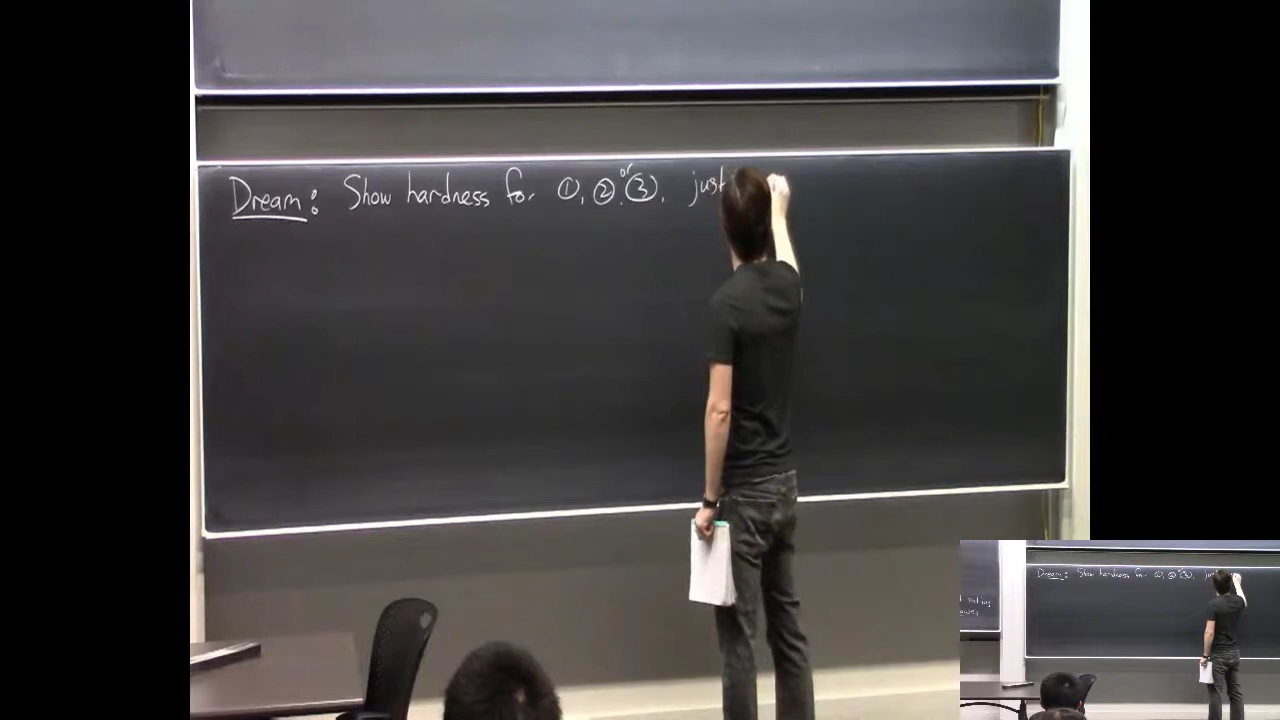 Dream: Show hardness for ①, ②, or ③, just